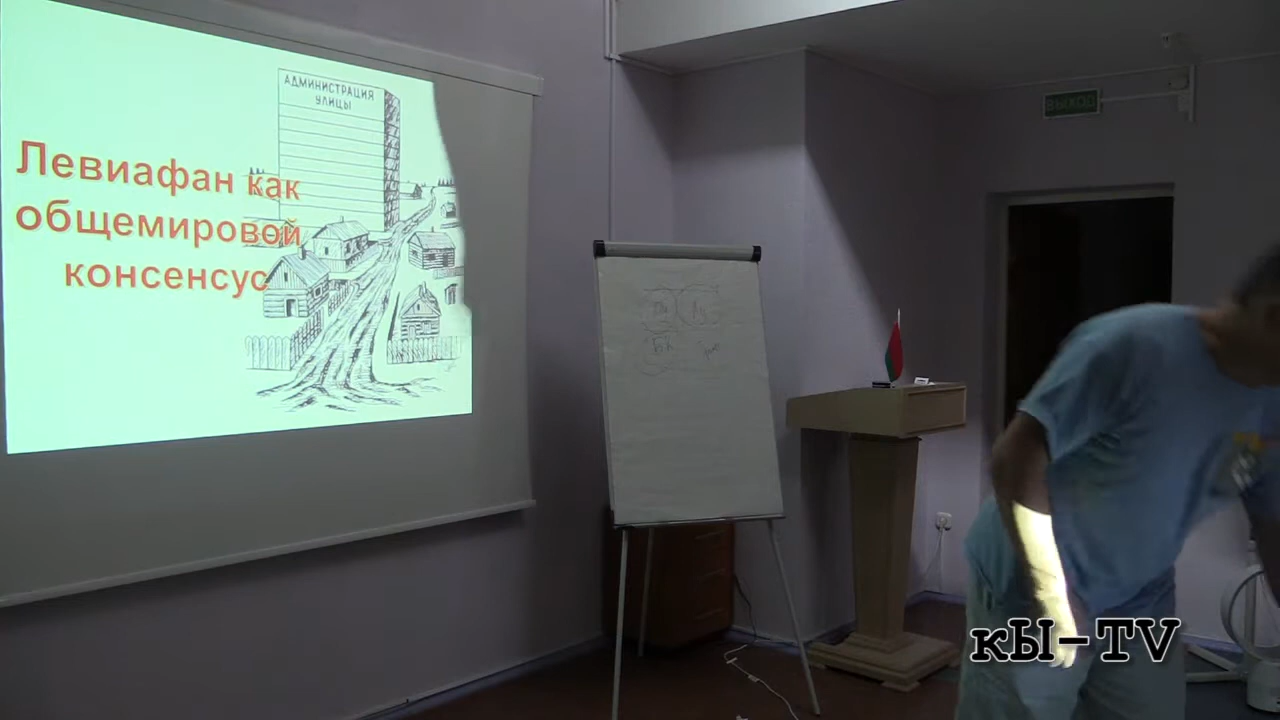 АДМИНИСТРАЦИЯ
УЛИЦЫ
Левиафан как
общемировой
консенсус
ВЫХОД
кЫ-TV